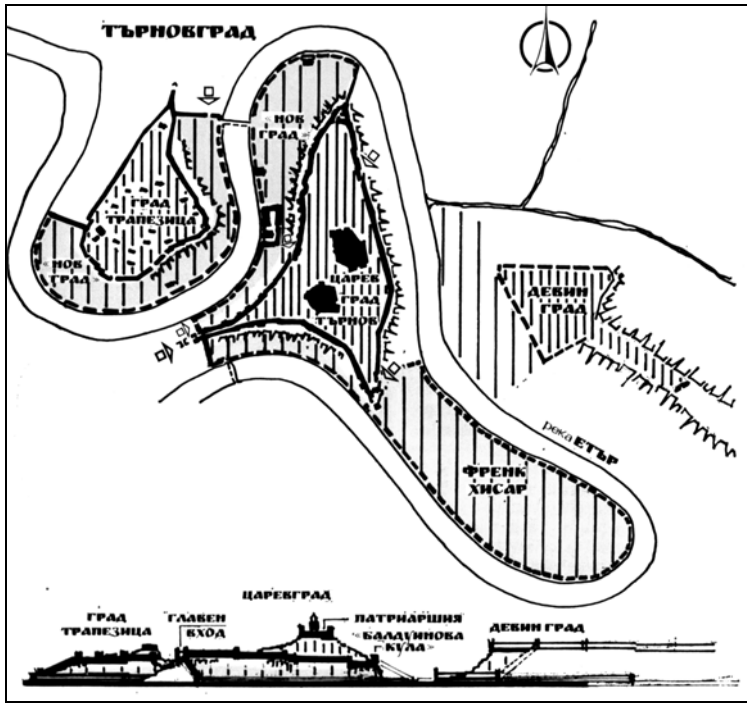 ТЪРНОВГРАД
НОВ
ГРАД
ГРАД
ТРАПЕЗИЦА
НОВ
ГРАД
ЦАРЕВ
ГРАД
ТЪРНОВ
ДЕВИН
ГРАД
река ЕТЪР
ФРЕНК
ХИСАР
ЦАРЕВГРАД
ГРАД
ТРАПЕЗИЦА
ГЛАВЕН
ВХОД
ПАТРИАРШИЯ
«БАЛДУИНОВА
КУЛА»
ДЕВИН ГРАД